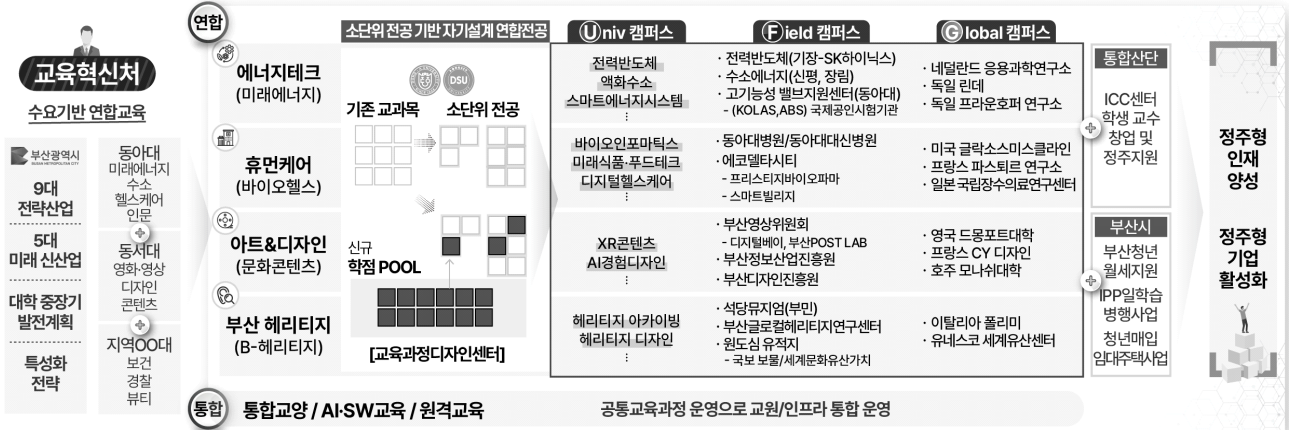 교육혁신처
수요기반 연합교육
부산광역시
BUSAN METROPOLITAN CITY
9대
전략산업
5대
미래 신산업
대학 중장기
발전계획
특성화
전략
동아대
미래에너지
수소
헬스케어
인문
+
동서대
영화·영상
디자인
콘텐츠
+
지역OO대
보건
경찰
뷰티
연합
에너지테크
(미래에너지)
휴먼케어
(바이오헬스)
아트&디자인
(문화콘텐츠)
부산 헤리티지
(B-헤리티지)
소단위 전공 기반 자기설계 연합전공
DSU
기존 교과목
소단위 전공
신규
학점 POOL
[교육과정디자인센터]
Univ 캠퍼스
전력반도체
액화수소
스마트에너지시스템
⋮
바이오인포마틱스
미래식품·푸드테크
디지털헬스케어
⋮
XR콘텐츠
AI경험디자인
⋮
헤리티지 아카이빙
헤리티지 디자인
⋮
Field 캠퍼스
· 전력반도체(기장-SK하이닉스)
· 수소에너지(신평, 장림)
· 고기능성 밸브지원센터(동아대)
- (KOLAS,ABS) 국제공인시험기관
· 동아대병원/동아대대신병원
· 에코델타시티
- 프리스티지바이오파마
- 스마트빌리지
· 부산영상위원회
- 디지털베이, 부산POST LAB
· 부산정보산업진흥원
· 부산디자인진흥원
· 석당뮤지엄(부민)
· 부산글로컬헤리티지연구센터
· 원도심 유적지
- 국보 보물/세계문화유산가치
Global 캠퍼스
· 네덜란드 응용과학연구소
· 독일 린데
· 독일 프라운호퍼 연구소
· 미국 글락소스미스클라인
· 프랑스 파스퇴르 연구소
· 일본 국립장수의료연구센터
· 영국 드몽포트대학
· 프랑스 CY 디자인
· 호주 모나쉬대학
· 이탈리아 폴리미
· 유네스코 세계유산센터
+
통합산단
ICC센터
학생 교수
창업 및
정주지원
+
부산시
부산청년
월세지원
IPP일학습
병행사업
청년매입
임대주택사업
정주형
인재
양성
정주형
기업
활성화
통합
통합교양 / AI·SW교육 / 원격교육
공통교육과정 운영으로 교원/인프라 통합 운영